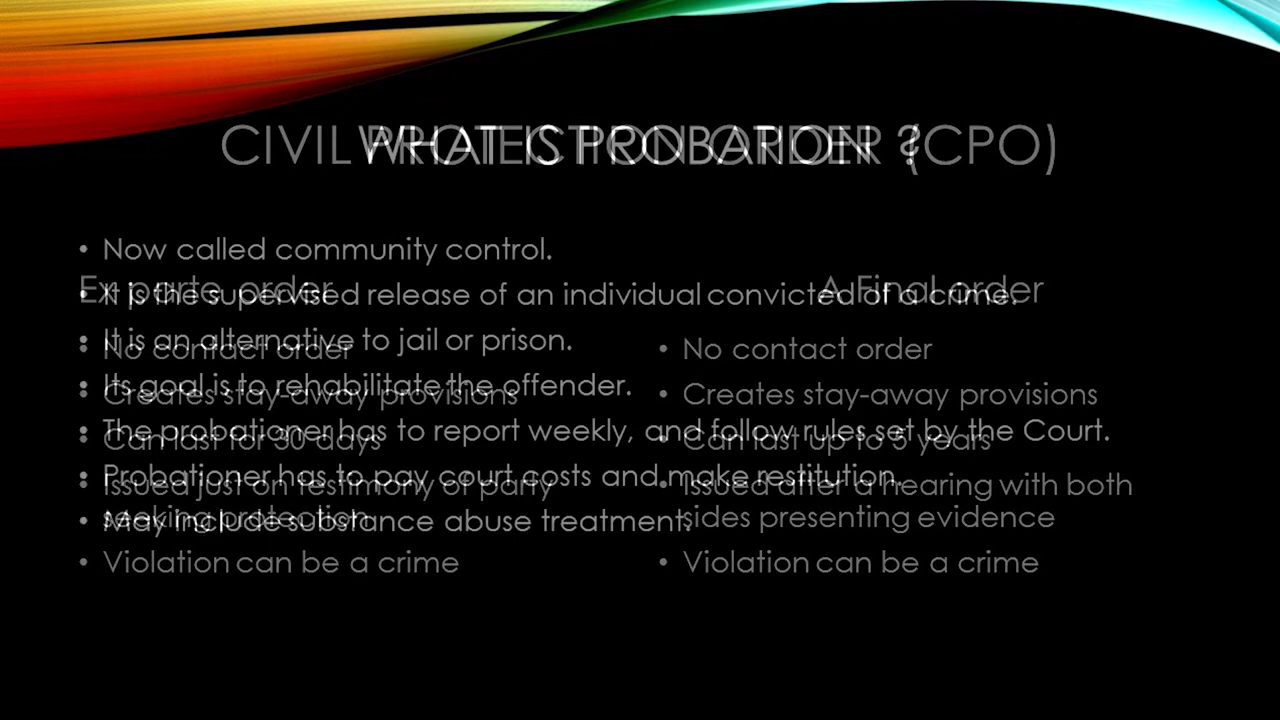 WHAT IS PROBATION ?
• Now called community control.
• It is the supervised release of an individual convicted of a crime.
• It is an alternative to jail or prison.
• Its goal is to rehabilitate the offender.
• The probationer has to report weekly, and follow rules set by the Court.
• Probationer has to pay court costs and make restitution.
• May include substance abuse treatment.
CIVIL PROTECTION ORDER (CPO)
Ex parte order
• No contact order
• Creates stay-away provisions
• Can last for 30 days
• Issued just on testimony of party
seeking protection
• Violation can be a crime
A Final order
• No contact order
• Creates stay-away provisions
• Can last up to 5 years
• Issued after a hearing with both
sides presenting evidence
• Violation can be a crime